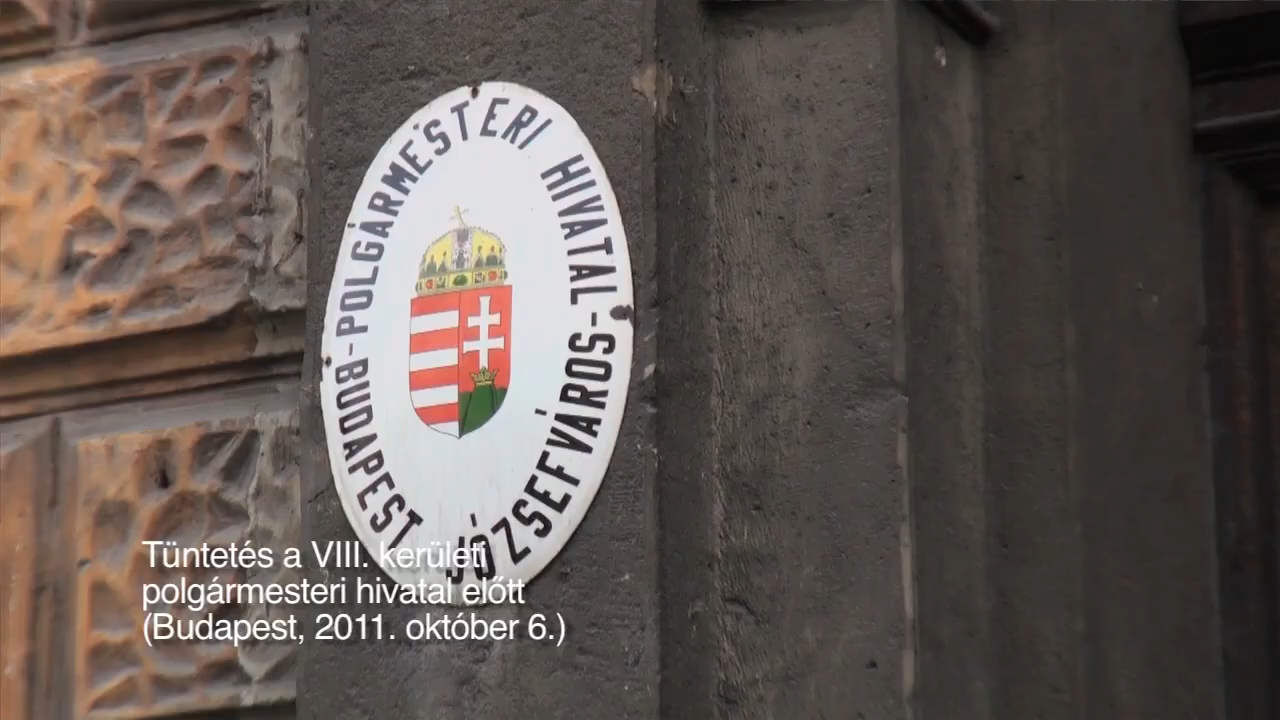 POLGÁRMESTERI HIVATAL - JÓZSEFVÁROS
BUDAPEST -
Tüntetés a VIII. kerületi
polgármesteri hivatal előtt
(Budapest, 2011. október 6.)